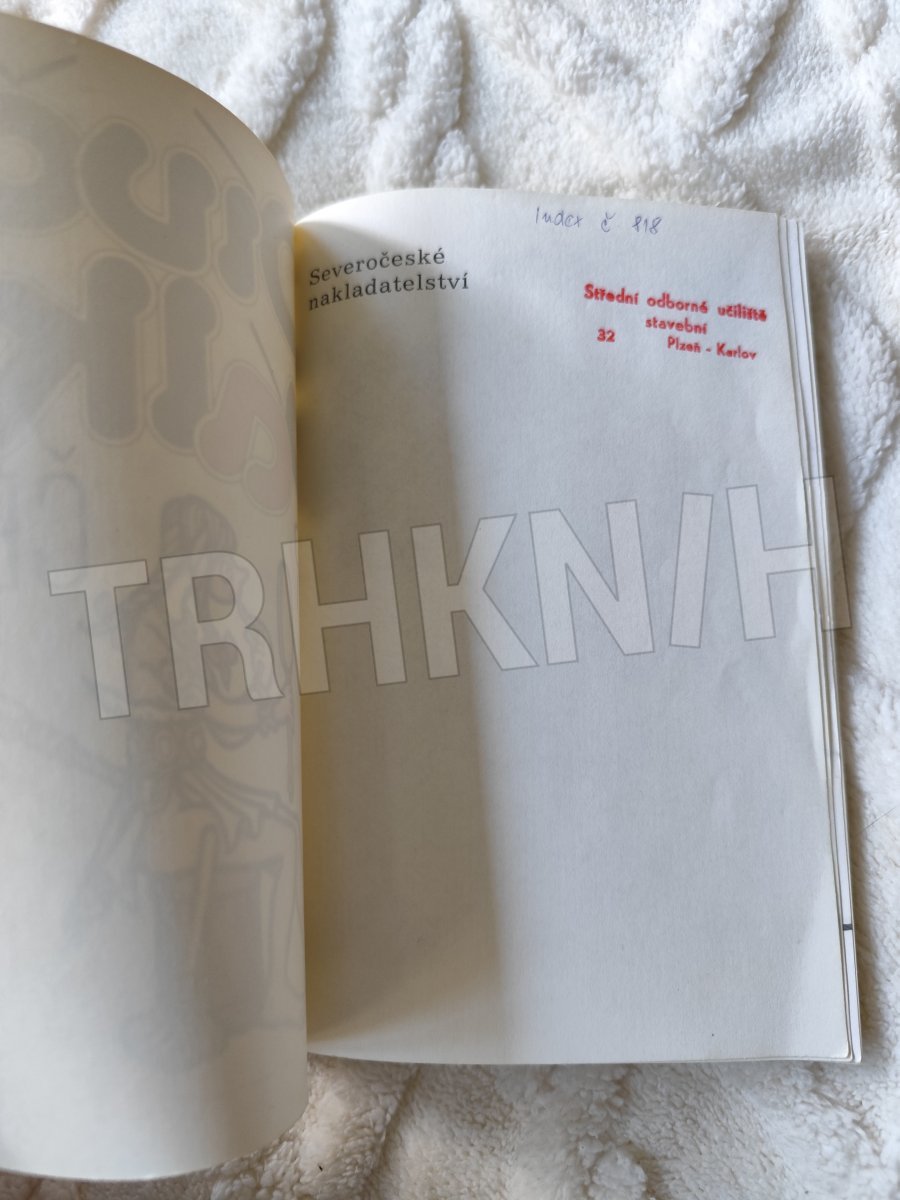 Index č 818
Severočeské
nakladatelství
Střední odborné učiliště
stavební
32 Plzeň - Karlov
TRHKNIH